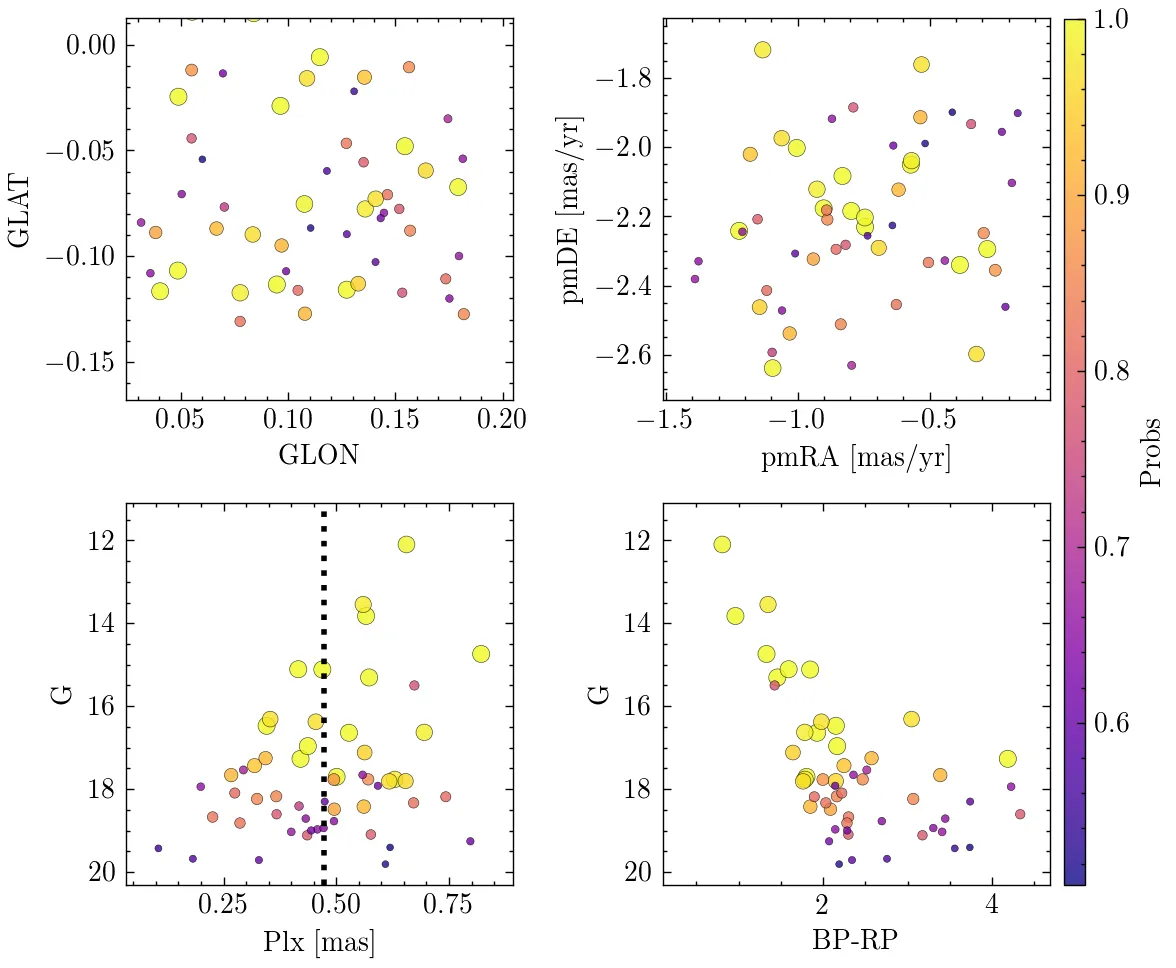 0.00
−0.05
−0.10
−0.15
GLAT
0.05 0.10 0.15 0.20
GLON
−1.8
−2.0
−2.2
−2.4
−2.6
pmDE [mas/yr]
−1.5 −1.0 −0.5
pmRA [mas/yr]
12
14
16
18
20
G
0.25 0.50 0.75
Plx [mas]
12
14
16
18
20
G
2 4
BP-RP
1.0
0.9
0.8
0.7
0.6
Probs